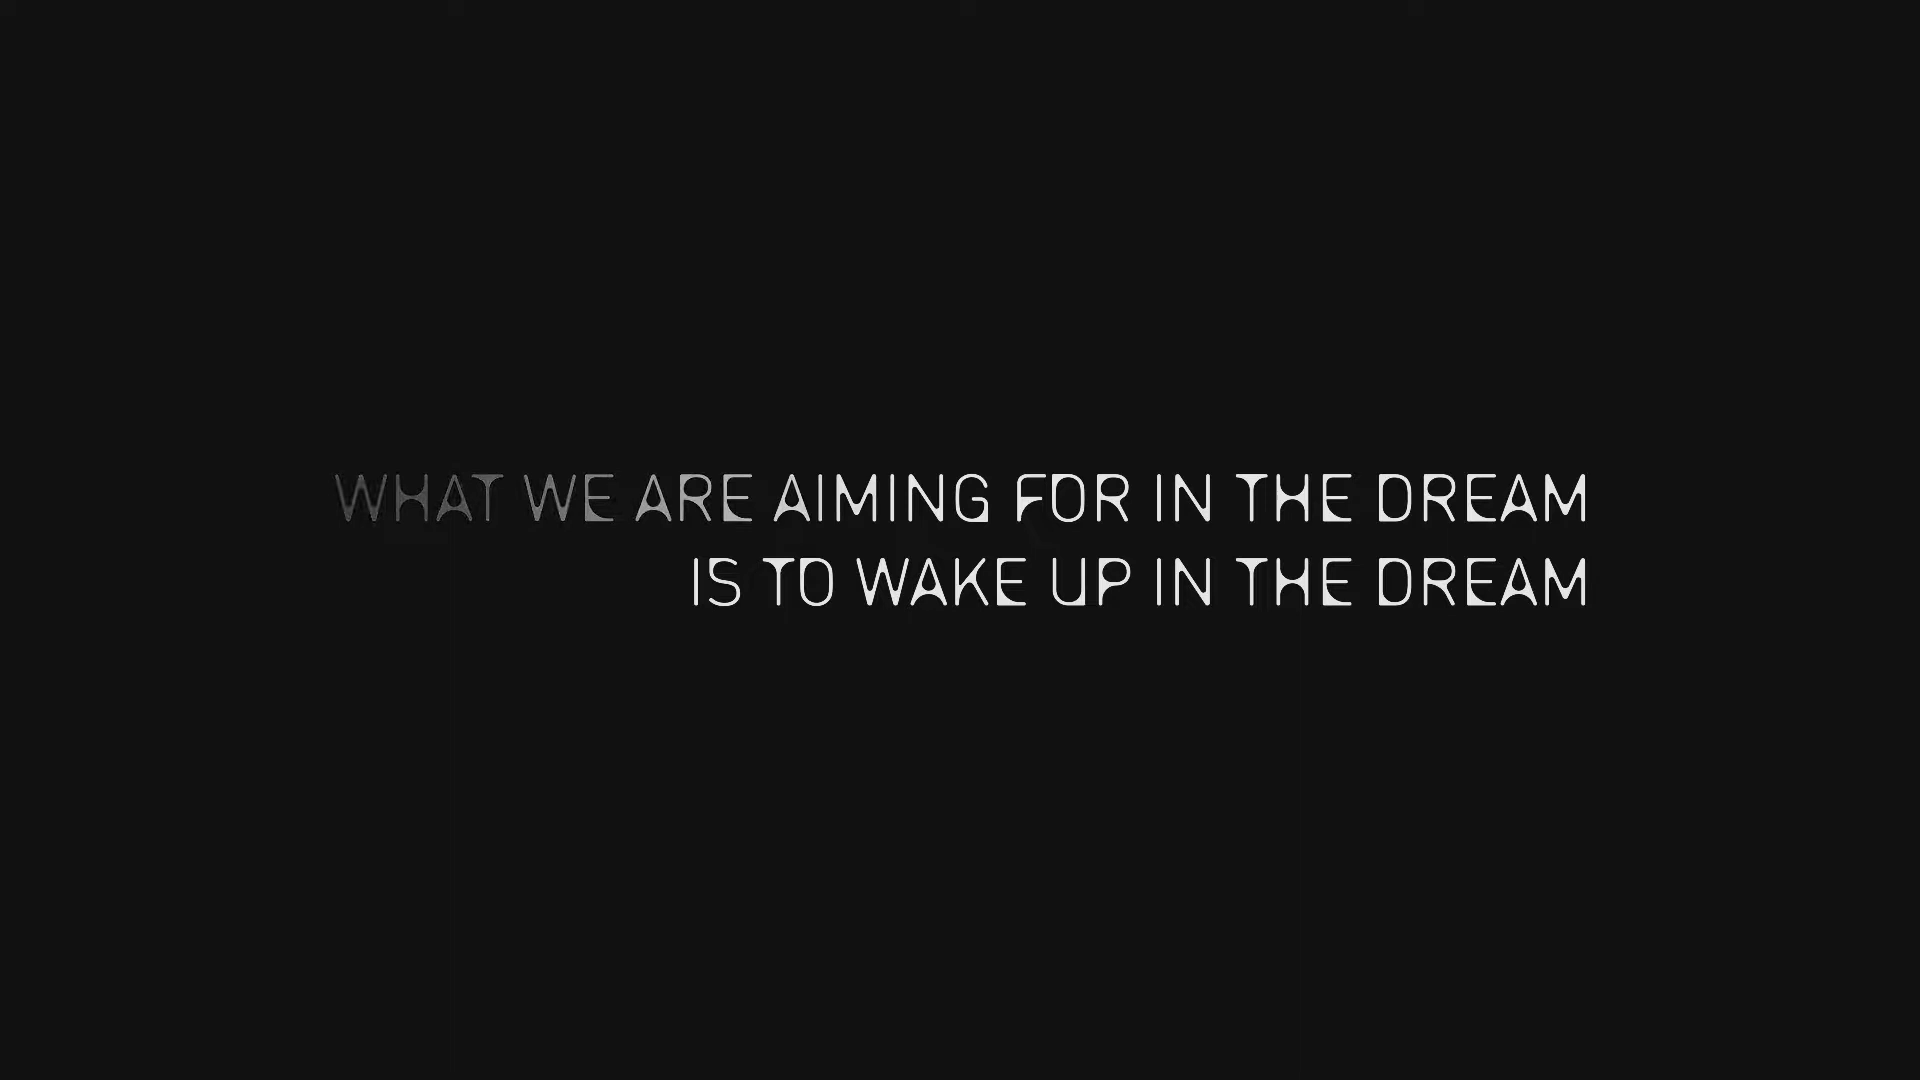 WHAT WE ARE AIMING FOR IN THE DREAM
IS TO WAKE UP IN THE DREAM